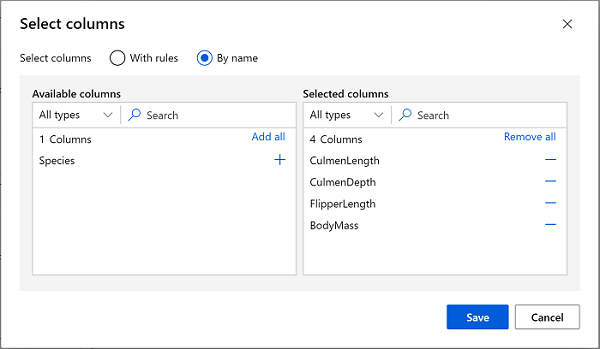 Select columns
Select columns With rules By name
Available columns
All types Search
1 Columns Add all
Species
Selected columns
All types Search
4 Columns Remove all
CulmenLength
CulmenDepth
FlipperLength
BodyMass
Save Cancel